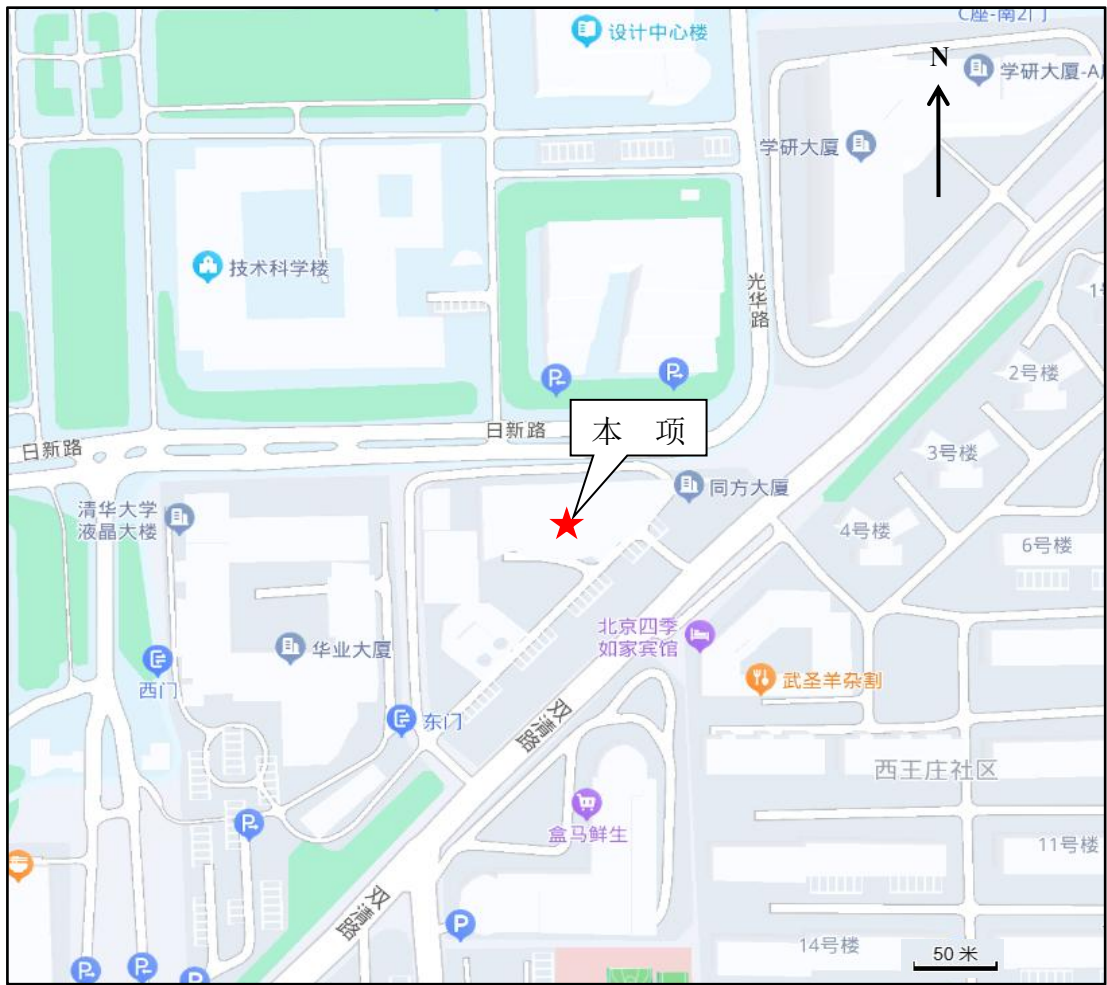 C座-南2门
设计中心楼
N
学研大厦-A
学研大厦
技术科学楼
光华路
1号
2号楼
日新路
本 项
3号楼
日新路
同方大厦
清华大学
液晶大楼
4号楼
6号楼
北京四季
如家宾馆
华业大厦
武圣羊杂割
西门
东门
双清路
西王庄社区
盒马鲜生
11号楼
双清路
14号楼
50 米